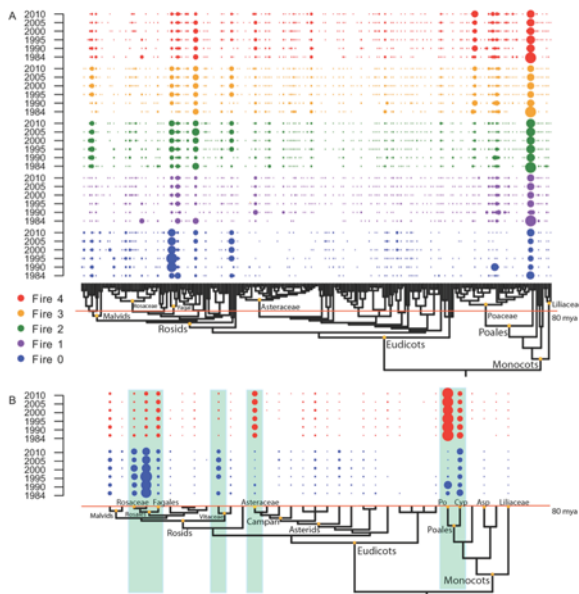 A
2010
2005
2000
1995
1990
1984
2010
2005
2000
1995
1990
1984
2010
2005
2000
1995
1990
1984
2010
2005
2000
1995
1990
1984
2010
2005
2000
1995
1990
1984
Fire 4
Fire 3
Fire 2
Fire 1
Fire 0
Rosaceae
Malvids
Rosids
Asteraceae
Eudicots
Poaceae
Poales
Monocots
Liliaceae
80 mya
B
2010
2005
2000
1995
1990
1984
2010
2005
2000
1995
1990
1984
Rosaceae Fagales Asteraceae Po Cyp Asp Liliaceae
80 mya
Malvids Rosales Vitaceae Campan Asterids Poales
Rosids
Eudicots
Monocots